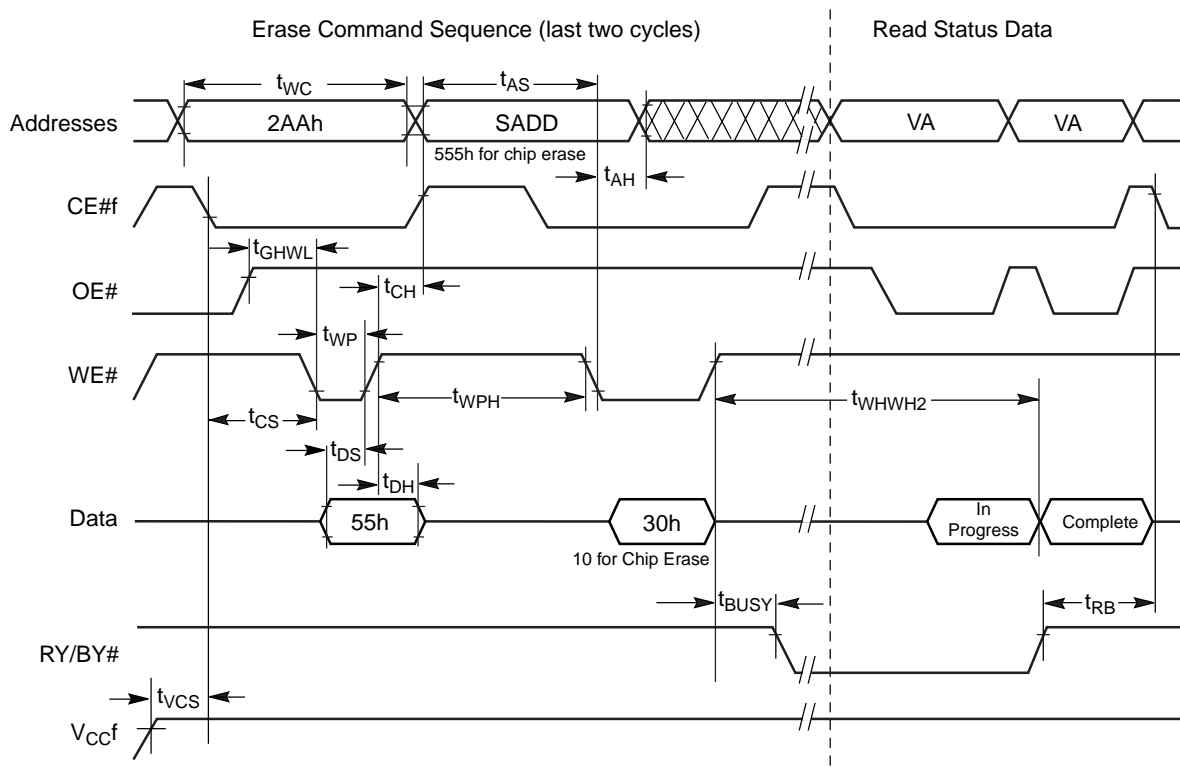 Erase Command Sequence (last two cycles)
Read Status Data
tWC
tAS
Addresses
2AAh
SADD
VA
VA
555h for chip erase
tAH
CE#f
tGHWL
OE#
tCH
tWP
WE#
tWPH
tWHWH2
tCS
tDS
tDH
Data
55h
30h
In
Progress
Complete
10 for Chip Erase
tBUSY
tRB
RY/BY#
tVCS
VCCf